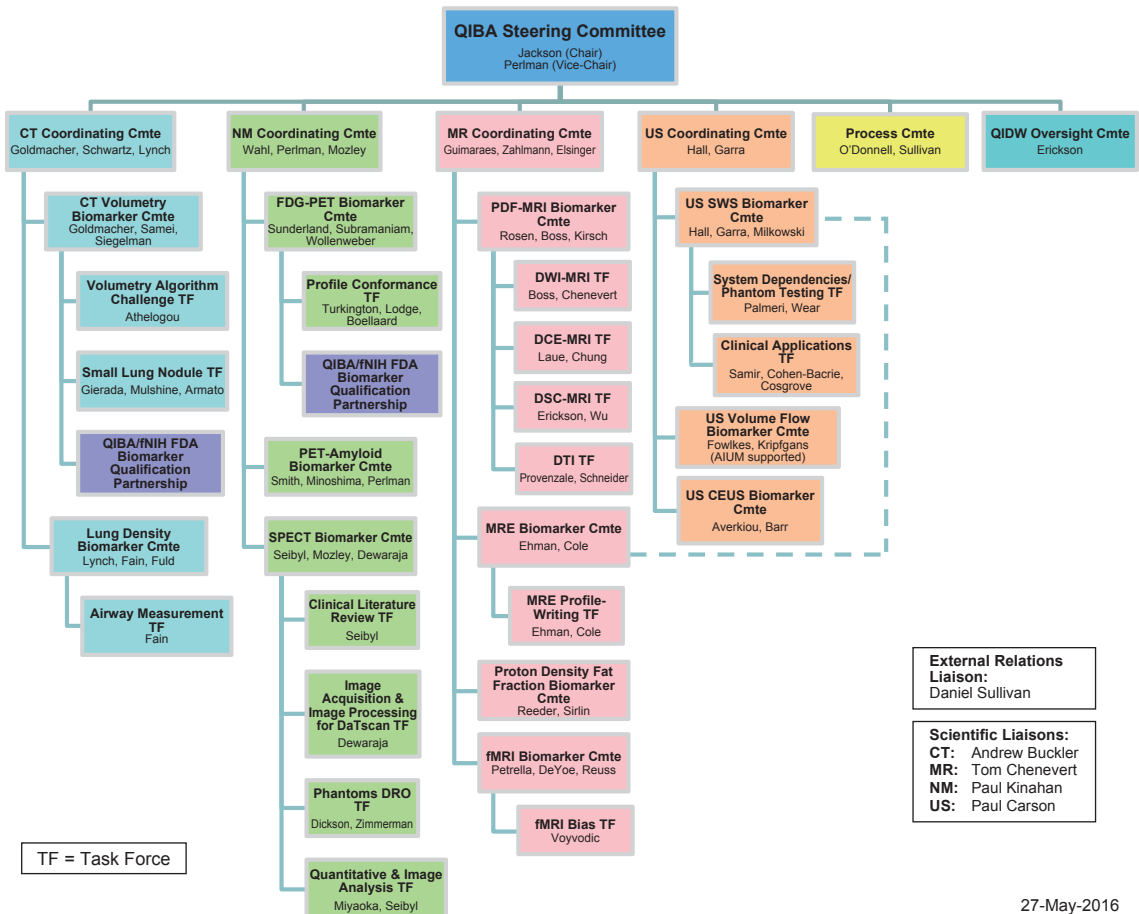 QIBA Steering Committee
Jackson (Chair)
Perlman (Vice-Chair)
CT Coordinating Cmte
Goldmacher, Schwartz, Lynch
NM Coordinating Cmte
Wahl, Perlman, Mozley
MR Coordinating Cmte
Guimaraes, Zahlmann, Elsinger
US Coordinating Cmte
Hall, Garra
Process Cmte
O'Donnell, Sullivan
QIDW Oversight Cmte
Erickson
CT Volumetry
Biomarker Cmte
Goldmacher, Samei,
Siegelman
Volumetry Algorithm
Challenge TF
Athelogou
Small Lung Nodule TF
Gierada, Mulshine, Armato
QIBA/fNIH FDA
Biomarker
Qualification
Partnership
Lung Density
Biomarker Cmte
Lynch, Fain, Fuld
Airway Measurement
TF
Fain
FDG-PET Biomarker
Cmte
Sunderland, Subramaniam,
Wollenweber
Profile Conformance
TF
Turkington, Lodge,
Boellaard
QIBA/fNIH FDA
Biomarker
Qualification
Partnership
PET-Amyloid
Biomarker Cmte
Smith, Minoshima, Perlman
SPECT Biomarker Cmte
Seibyl, Mozley, Dewaraja
Clinical Literature
Review TF
Seibyl
Image
Acquisition &
Image Processing
for DaTscan TF
Dewaraja
Phantoms DRO
TF
Dickson, Zimmerman
Quantitative & Image
Analysis TF
Miyaoka, Seibyl
PDF-MRI Biomarker
Cmte
Rosen, Boss, Kirsch
DWI-MRI TF
Boss, Chenevert
DCE-MRI TF
Laue, Chung
DSC-MRI TF
Erickson, Wu
DTI TF
Provenzale, Schneider
MRE Biomarker Cmte
Ehman, Cole
MRE Profile-
Writing TF
Ehman, Cole
Proton Density Fat
Fraction Biomarker
Cmte
Reeder, Sirlin
fMRI Biomarker Cmte
Petrella, DeYoe, Reuss
fMRI Bias TF
Voyvodic
US SWS Biomarker
Cmte
Hall, Garra, Milkowski
System Dependencies/
Phantom Testing TF
Palmeri, Wear
Clinical Applications
TF
Samir, Cohen-Bacrie,
Cosgrove
US Volume Flow
Biomarker Cmte
Fowlkes, Kripfgans
(AIUM supported)
US CEUS Biomarker
Cmte
Averkiou, Barr
External Relations
Liaison:
Daniel Sullivan
Scientific Liaisons:
CT: Andrew Buckler
MR: Tom Chenevert
NM: Paul Kinahan
US: Paul Carson
TF = Task Force
27-May-2016